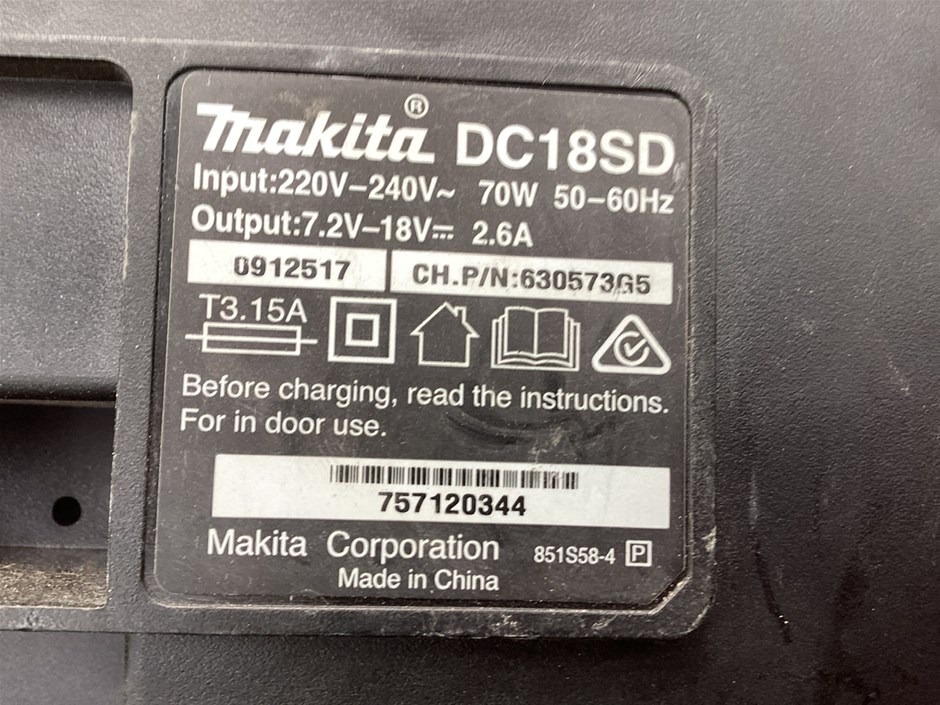 Makita® DC18SD
Input:220V–240V~ 70W 50–60Hz
Output:7.2V–18V⎓ 2.6A
0912517 CH.P/N:630573G5
T3.15A
Before charging, read the instructions.
For in door use.
757120344
Makita Corporation 851S58-4 P
Made in China